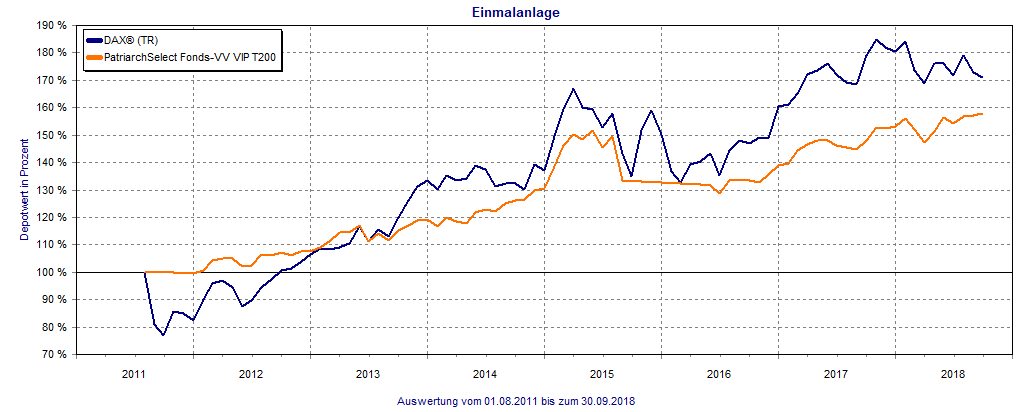 Einmalanlage
190 %
180 %
170 %
160 %
150 %
140 %
130 %
120 %
110 %
100 %
90 %
80 %
70 %
Depotwert in Prozent
DAX® (TR)
PatriarchSelect Fonds-VV VIP T200
2011 2012 2013 2014 2015 2016 2017 2018
Auswertung vom 01.08.2011 bis zum 30.09.2018